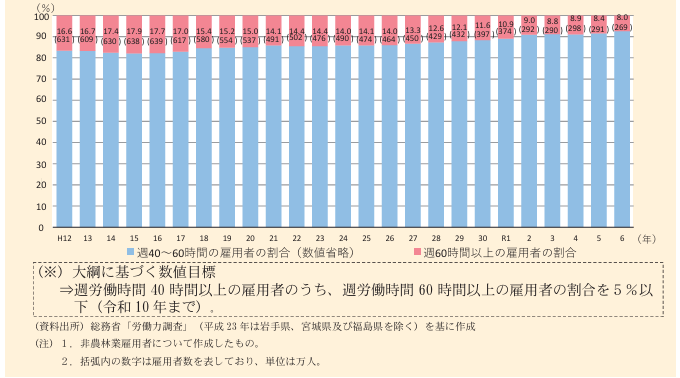 (％)
100
90
80
70
60
50
40
30
20
10
0
16.6 16.7 17.4 17.9 17.7 17.0 15.4 15.2 15.0 14.1 14.4 14.4 14.0 14.1 14.0 13.3 12.6 12.1 11.6 10.9 9.0 8.8 8.9 8.4 8.0
(631) (609) (630) (638) (639) (617) (580) (554) (537) (491) (502) (476) (490) (474) (464) (450) (429) (432) (397) (374) (292) (290) (298) (291) (269)
H12 13 14 15 16 17 18 19 20 21 22 23 24 25 26 27 28 29 30 R1 2 3 4 5 6 (年)
週40～60時間の雇用者の割合（数値省略） 週60時間以上の雇用者の割合
(※) 大綱に基づく数値目標
⇒週労働時間 40 時間以上の雇用者のうち、週労働時間 60 時間以上の雇用者の割合を５％以
下（令和 10 年まで）。
(資料出所) 総務省「労働力調査」（平成 23 年は岩手県、宮城県及び福島県を除く）を基に作成
(注) １．非農林業雇用者について作成したもの。
２．括弧内の数字は雇用者数を表しており、単位は万人。